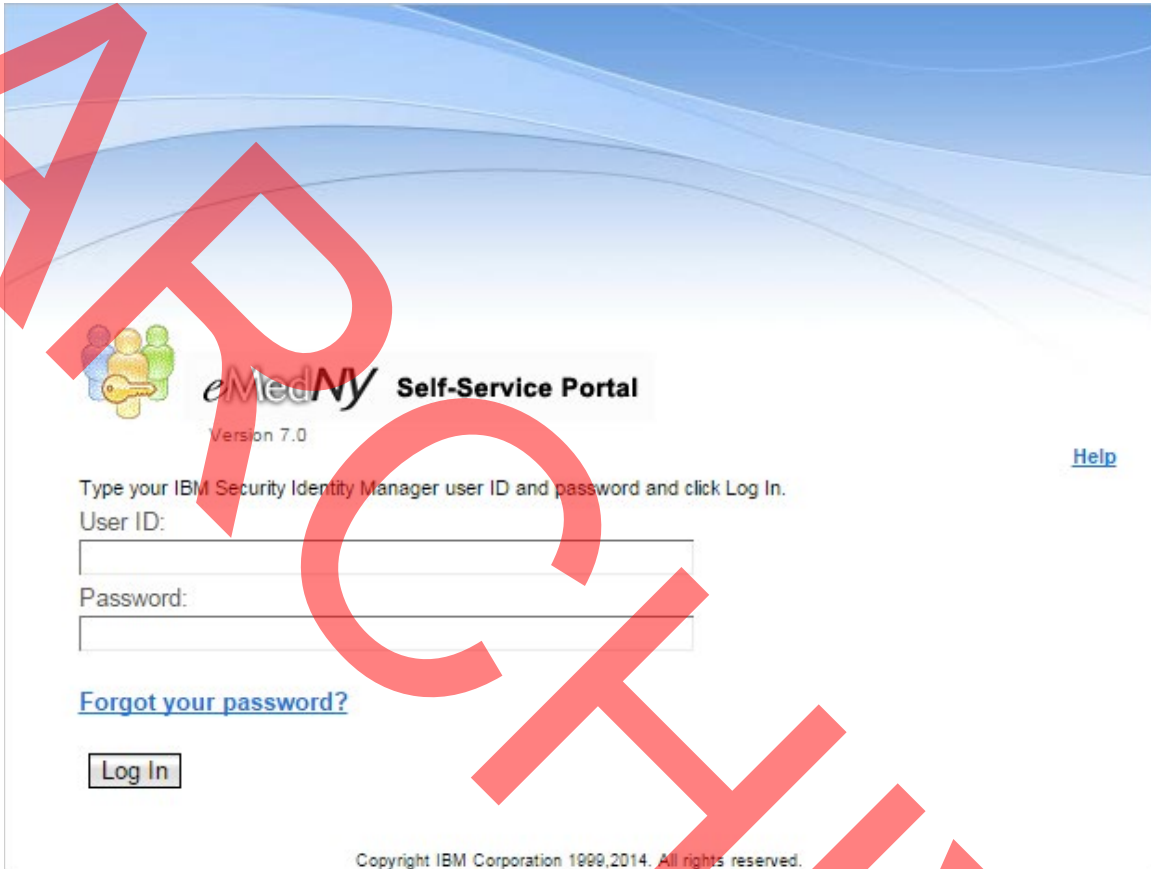 eMedNY Self-Service Portal
Version 7.0
Help
Type your IBM Security Identity Manager user ID and password and click Log In.
User ID:
Password:
Forgot your password?
Log In
Copyright IBM Corporation 1999,2014. All rights reserved.
ARCHIV